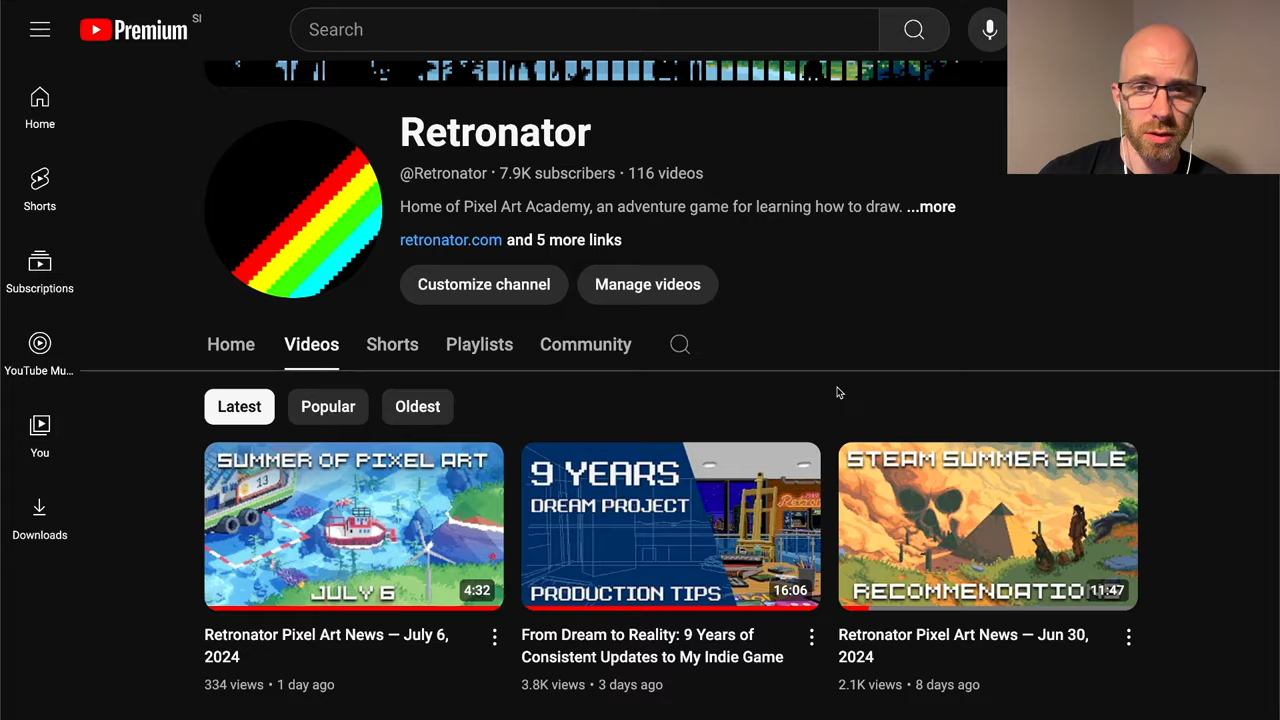 Premium SI
Search
Home
Shorts
Subscriptions
YouTube Mu...
You
Downloads
Retronator
@Retronator · 7.9K subscribers · 116 videos
Home of Pixel Art Academy, an adventure game for learning how to draw. ...more
retronator.com and 5 more links
Customize channel
Manage videos
Home
Videos
Shorts
Playlists
Community
Latest
Popular
Oldest
SUMMER OF PIXEL ART
13
JULY 6
4:32
9 YEARS
DREAM PROJECT
PRODUCTION TIPS
16:06
STEAM SUMMER SALE
RECOMMENDATIO
11:47
Retronator Pixel Art News — July 6,
2024
334 views · 1 day ago
From Dream to Reality: 9 Years of
Consistent Updates to My Indie Game
3.8K views · 3 days ago
Retronator Pixel Art News — Jun 30,
2024
2.1K views · 8 days ago